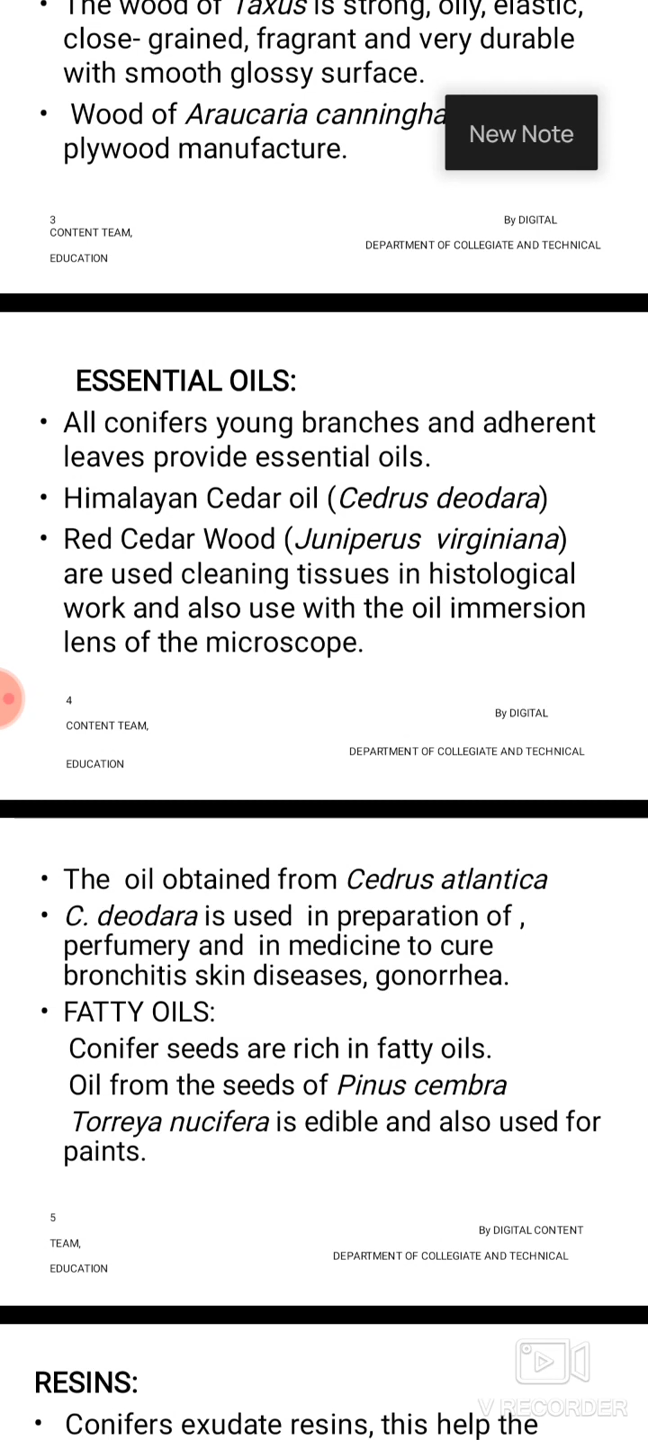 • The wood of Taxus is strong, oily, elastic,
close- grained, fragrant and very durable
with smooth glossy surface.
• Wood of Araucaria canningha
New Note
plywood manufacture.
3
By DIGITAL
CONTENT TEAM,
DEPARTMENT OF COLLEGIATE AND TECHNICAL
EDUCATION
ESSENTIAL OILS:
• All conifers young branches and adherent
leaves provide essential oils.
• Himalayan Cedar oil (Cedrus deodara)
• Red Cedar Wood (Juniperus virginiana)
are used cleaning tissues in histological
work and also use with the oil immersion
lens of the microscope.
4
By DIGITAL
CONTENT TEAM,
DEPARTMENT OF COLLEGIATE AND TECHNICAL
EDUCATION
• The oil obtained from Cedrus atlantica
• C. deodara is used in preparation of ,
perfumery and in medicine to cure
bronchitis skin diseases, gonorrhea.
• FATTY OILS:
Conifer seeds are rich in fatty oils.
Oil from the seeds of Pinus cembra
Torreya nucifera is edible and also used for
paints.
5
By DIGITAL CONTENT
TEAM,
DEPARTMENT OF COLLEGIATE AND TECHNICAL
EDUCATION
RESINS:
V RECORDER
• Conifers exudate resins, this help the